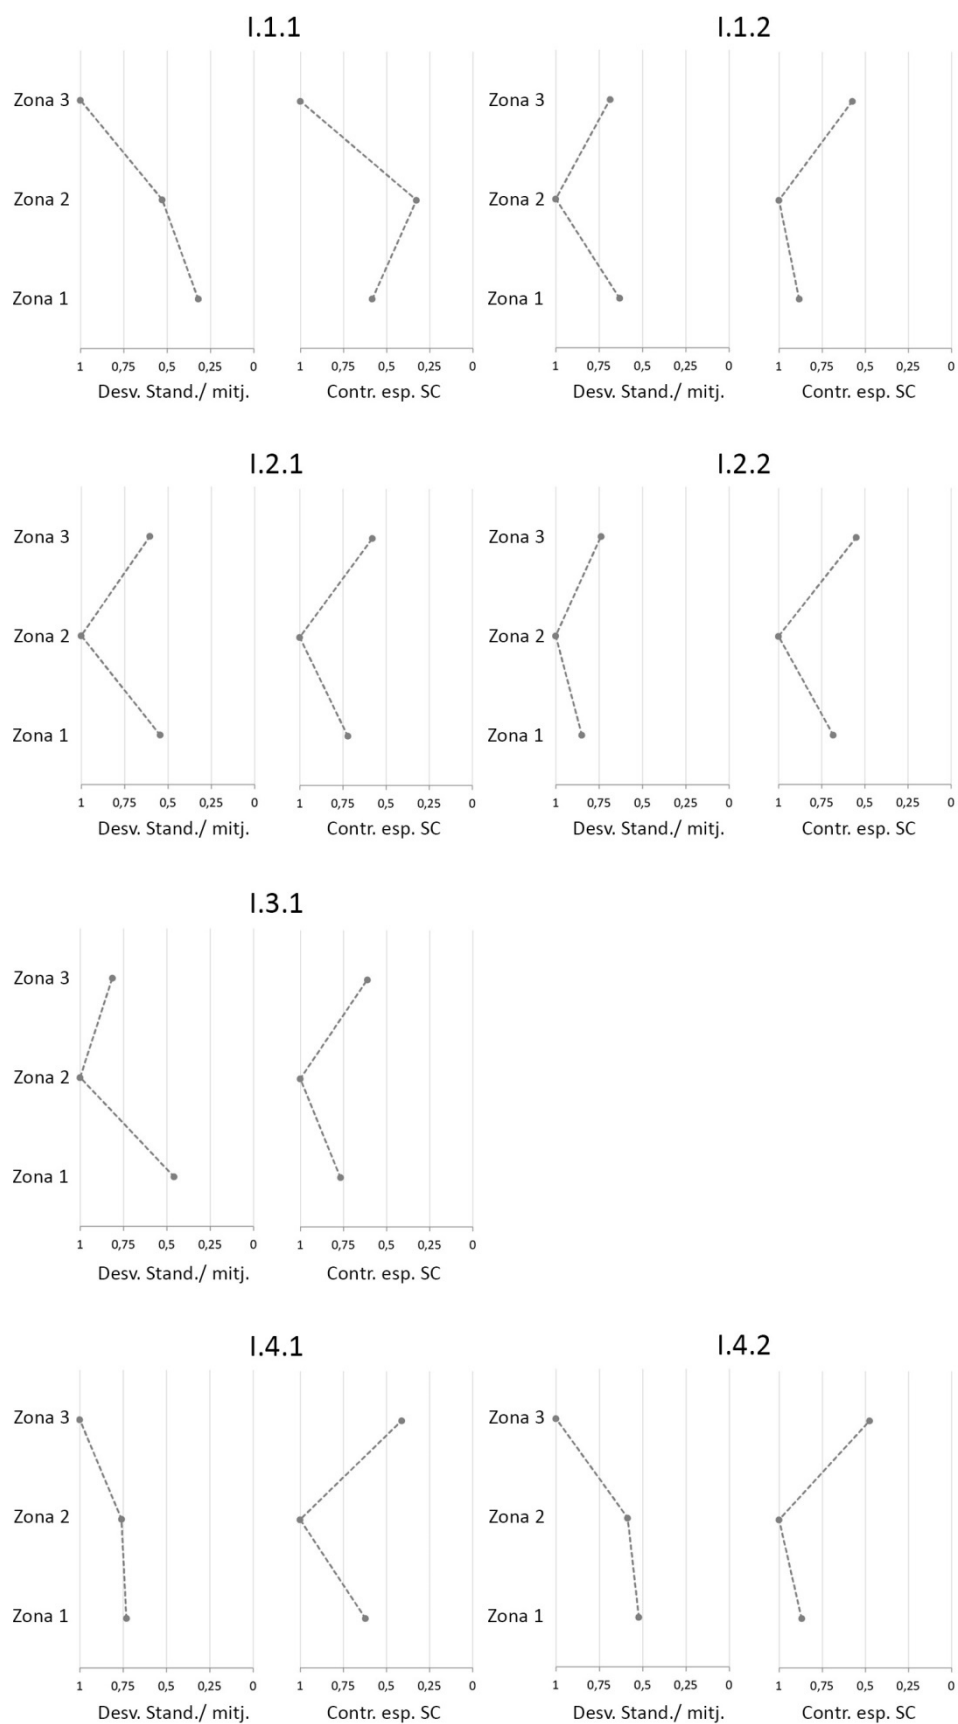 I.1.1
Zona 3
Zona 2
Zona 1
1 0,75 0,5 0,25 0
Desv. Stand./ mitj.
1 0,75 0,5 0,25 0
Contr. esp. SC
I.1.2
Zona 3
Zona 2
Zona 1
1 0,75 0,5 0,25 0
Desv. Stand./ mitj.
1 0,75 0,5 0,25 0
Contr. esp. SC
I.2.1
Zona 3
Zona 2
Zona 1
1 0,75 0,5 0,25 0
Desv. Stand./ mitj.
1 0,75 0,5 0,25 0
Contr. esp. SC
I.2.2
Zona 3
Zona 2
Zona 1
1 0,75 0,5 0,25 0
Desv. Stand./ mitj.
1 0,75 0,5 0,25 0
Contr. esp. SC
I.3.1
Zona 3
Zona 2
Zona 1
1 0,75 0,5 0,25 0
Desv. Stand./ mitj.
1 0,75 0,5 0,25 0
Contr. esp. SC
I.4.1
Zona 3
Zona 2
Zona 1
1 0,75 0,5 0,25 0
Desv. Stand./ mitj.
1 0,75 0,5 0,25 0
Contr. esp. SC
I.4.2
Zona 3
Zona 2
Zona 1
1 0,75 0,5 0,25 0
Desv. Stand./ mitj.
1 0,75 0,5 0,25 0
Contr. esp. SC